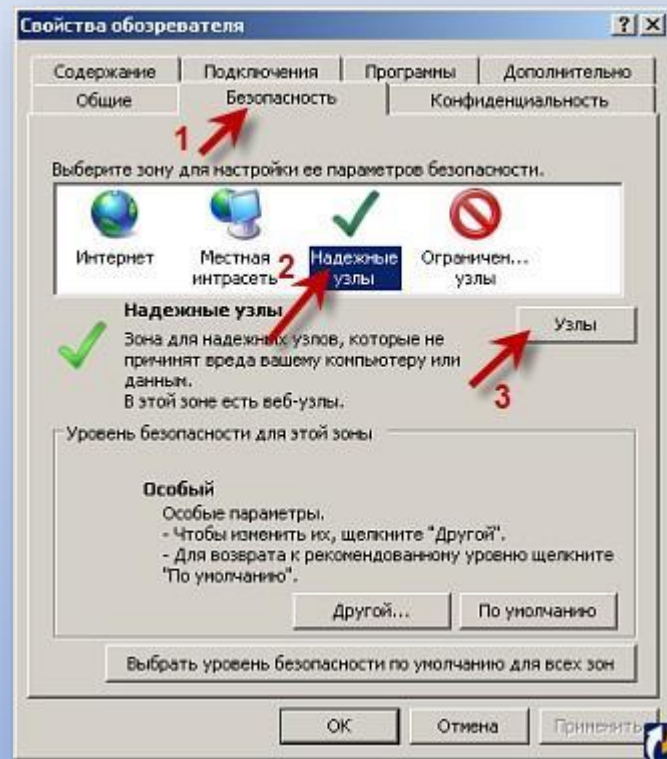 Свойства обозревателя
Содержание Подключения Программы Дополнительно
Общие Безопасность Конфиденциальность
1
Выберите зону для настройки ее параметров безопасности.
Интернет Местная интрасеть Надежные узлы Ограничен... узлы
2
Надежные узлы
Узлы
Зона для надежных узлов, которые не
причинят вреда вашему компьютеру или
данным.
В этой зоне есть веб-узлы.
3
Уровень безопасности для этой зоны
Особый
Особые параметры.
- Чтобы изменить их, щелкните "Другой".
- Для возврата к рекомендованному уровню щелкните
"По умолчанию".
Другой... По умолчанию
Выбрать уровень безопасности по умолчанию для всех зон
OK Отмена Применить